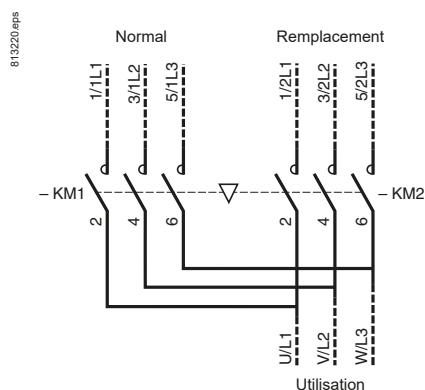 813220.eps
Normal
Remplacement
1/1L1
3/1L2
5/1L3
1/2L1
3/2L2
5/2L3
– KM1
– KM2
2
4
6
2
4
6
U/L1
V/L2
W/L3
Utilisation